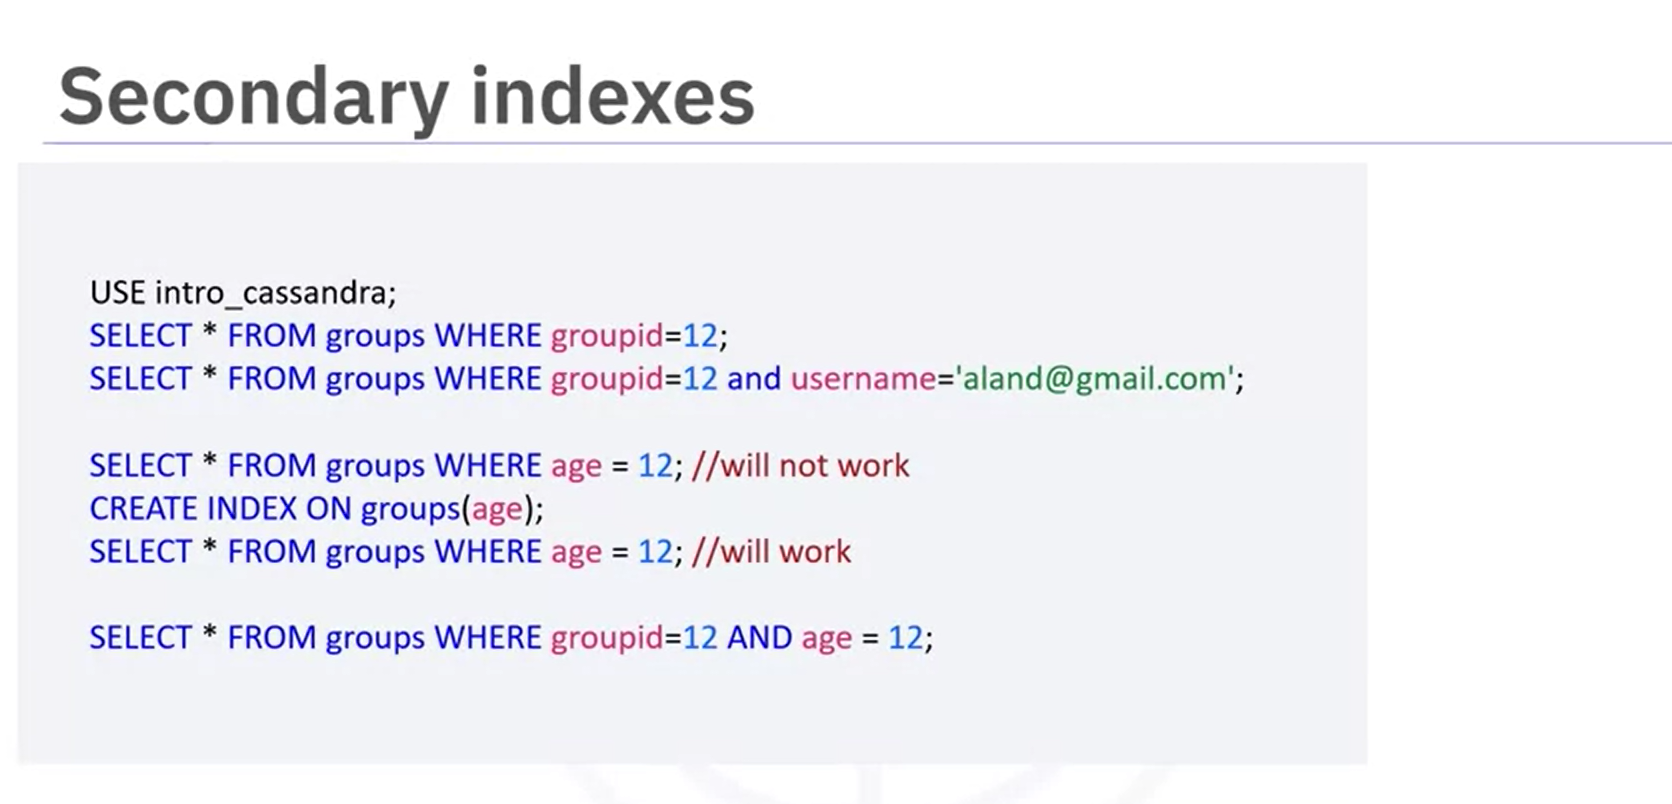 Secondary indexes
USE intro_cassandra;
SELECT * FROM groups WHERE groupid=12;
SELECT * FROM groups WHERE groupid=12 and username='aland@gmail.com';
SELECT * FROM groups WHERE age = 12; //will not work
CREATE INDEX ON groups(age);
SELECT * FROM groups WHERE age = 12; //will work
SELECT * FROM groups WHERE groupid=12 AND age = 12;